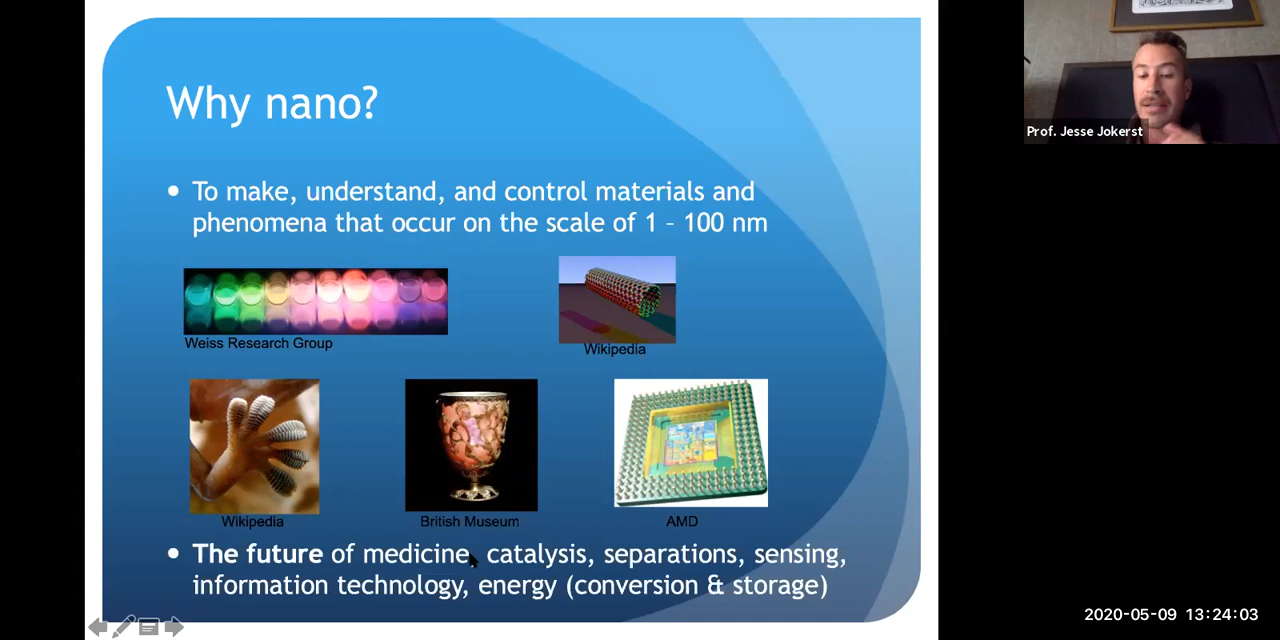 Why nano?
• To make, understand, and control materials and
phenomena that occur on the scale of 1 – 100 nm
Weiss Research Group
Wikipedia
Wikipedia
British Museum
AMD
• The future of medicine, catalysis, separations, sensing,
information technology, energy (conversion & storage)
Prof. Jesse Jokerst
2020-05-09 13:24:03